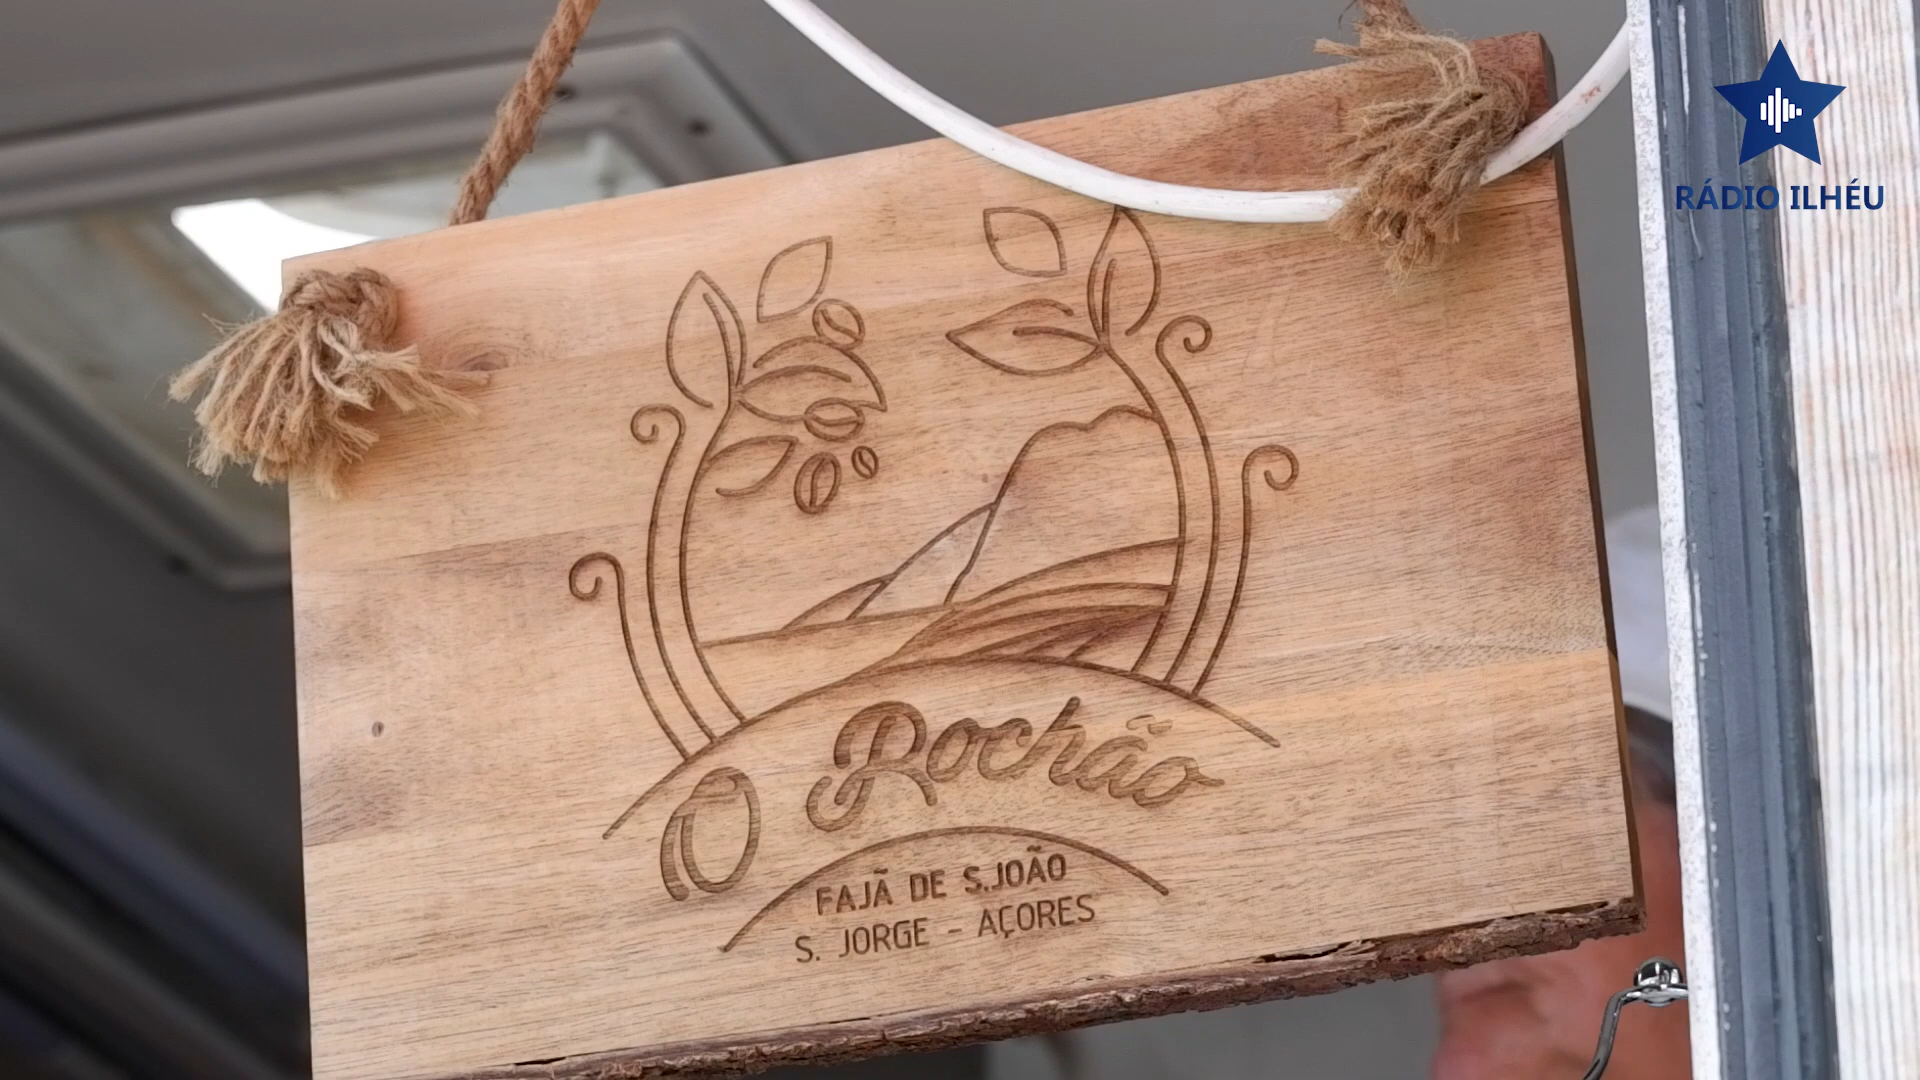 RÁDIO ILHÉU
O Rochão
FAJÃ DE S.JOÃO
S. JORGE - AÇORES